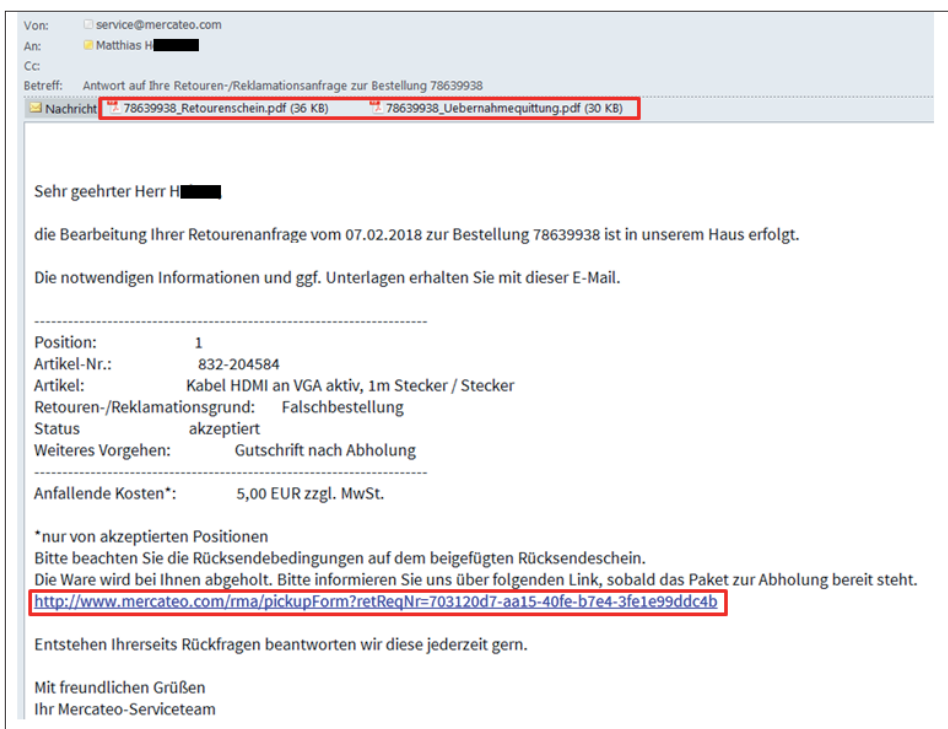 Von: service@mercateo.com
An: Matthias H
Cc:
Betreff: Antwort auf Ihre Retouren-/Reklamationsanfrage zur Bestellung 78639938
Nachricht 78639938_Retourenschein.pdf (36 KB) 78639938_Uebernahmequittung.pdf (30 KB)
Sehr geehrter Herr H
die Bearbeitung Ihrer Retourenanfrage vom 07.02.2018 zur Bestellung 78639938 ist in unserem Haus erfolgt.
Die notwendigen Informationen und ggf. Unterlagen erhalten Sie mit dieser E-Mail.
------------------------------------------------------------------
Position: 1
Artikel-Nr.: 832-204584
Artikel: Kabel HDMI an VGA aktiv, 1m Stecker / Stecker
Retouren-/Reklamationsgrund: Falschbestellung
Status akzeptiert
Weiteres Vorgehen: Gutschrift nach Abholung
------------------------------------------------------------------
Anfallende Kosten*: 5,00 EUR zzgl. MwSt.
*nur von akzeptierten Positionen
Bitte beachten Sie die Rücksendebedingungen auf dem beigefügten Rücksendeschein.
Die Ware wird bei Ihnen abgeholt. Bitte informieren Sie uns über folgenden Link, sobald das Paket zur Abholung bereit steht.
http://www.mercateo.com/rma/pickupForm?retReqNr=703120d7-aa15-40fe-b7e4-3fe1e99ddc4b
Entstehen Ihrerseits Rückfragen beantworten wir diese jederzeit gern.
Mit freundlichen Grüßen
Ihr Mercateo-Serviceteam